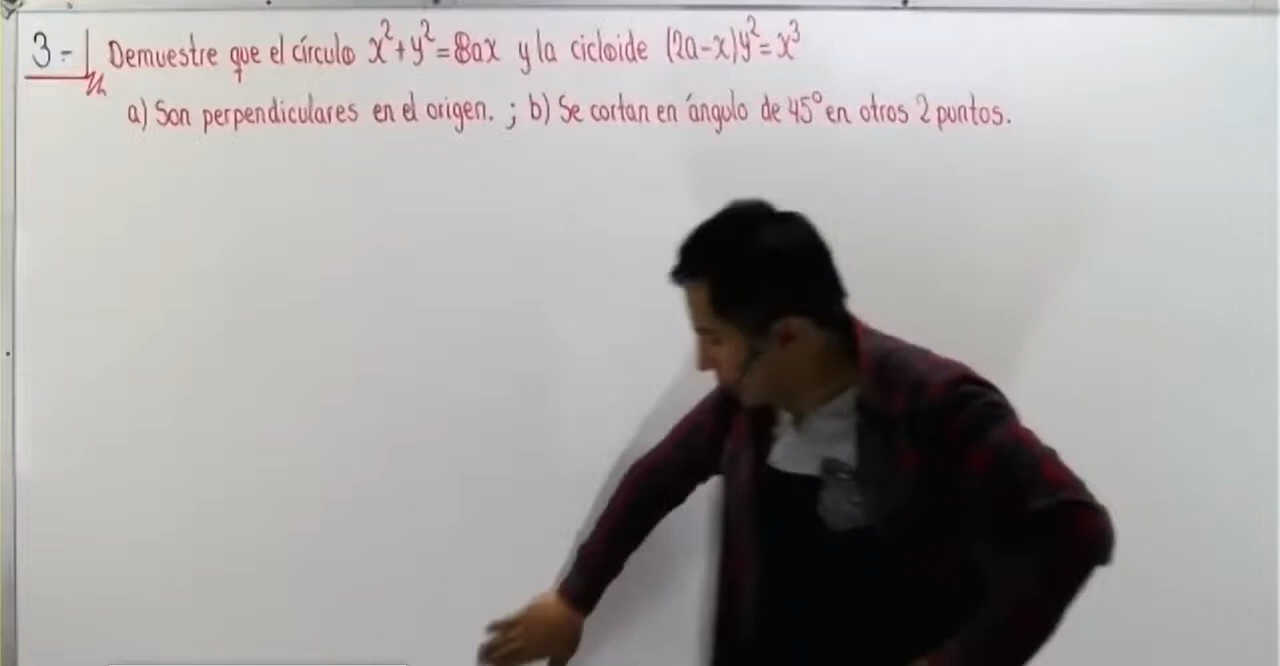 3-| Demuestre que el círculo x²+y²=8ax y la cicloide (2a-x)y²=x³
a) Son perpendiculares en el origen. ; b) Se cortan en ángulo de 45° en otros 2 puntos.